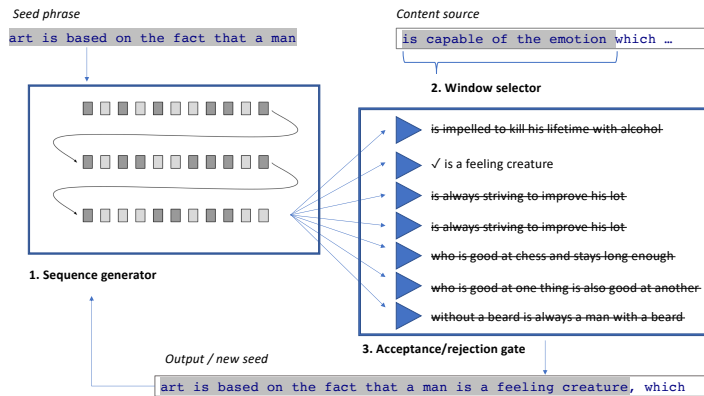 Seed phrase
art is based on the fact that a man
Content source
is capable of the emotion which …
2. Window selector
is impelled to kill his lifetime with alcohol
✓ is a feeling creature
is always striving to improve his lot
is always striving to improve his lot
who is good at chess and stays long enough
who is good at one thing is also good at another
without a beard is always a man with a beard
1. Sequence generator
3. Acceptance/rejection gate
Output / new seed
art is based on the fact that a man is a feeling creature, which